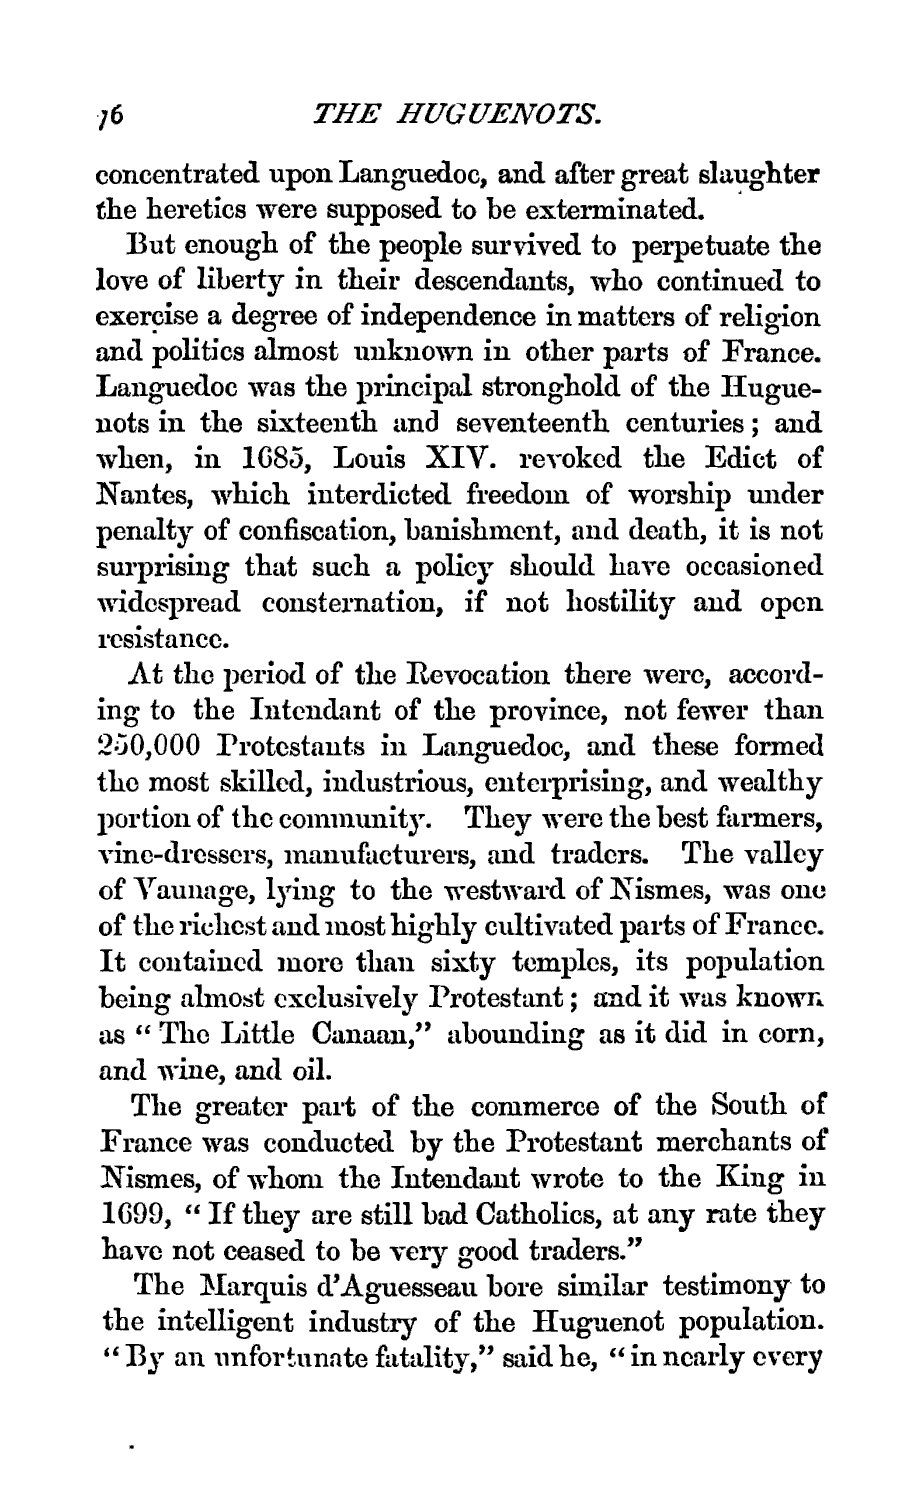 76 THE HUGUENOTS.
concentrated upon Languedoc, and after great slaughter
the heretics were supposed to be exterminated.
But enough of the people survived to perpetuate the
love of liberty in their descendants, who continued to
exercise a degree of independence in matters of religion
and politics almost unknown in other parts of France.
Languedoc was the principal stronghold of the Hugue-
nots in the sixteenth and seventeenth centuries; and
when, in 1685, Louis XIV. revoked the Edict of
Nantes, which interdicted freedom of worship under
penalty of confiscation, banishment, and death, it is not
surprising that such a policy should have occasioned
widespread consternation, if not hostility and open
resistance.
At the period of the Revocation there were, accord-
ing to the Intendant of the province, not fewer than
250,000 Protestants in Languedoc, and these formed
the most skilled, industrious, enterprising, and wealthy
portion of the community. They were the best farmers,
vine-dressers, manufacturers, and traders. The valley
of Vaunage, lying to the westward of Nismes, was one
of the richest and most highly cultivated parts of France.
It contained more than sixty temples, its population
being almost exclusively Protestant; and it was known
as "The Little Canaan," abounding as it did in corn,
and wine, and oil.
The greater part of the commerce of the South of
France was conducted by the Protestant merchants of
Nismes, of whom the Intendant wrote to the King in
1699, "If they are still bad Catholics, at any rate they
have not ceased to be very good traders."
The Marquis d'Aguesseau bore similar testimony to
the intelligent industry of the Huguenot population.
"By an unfortunate fatality," said he, "in nearly every